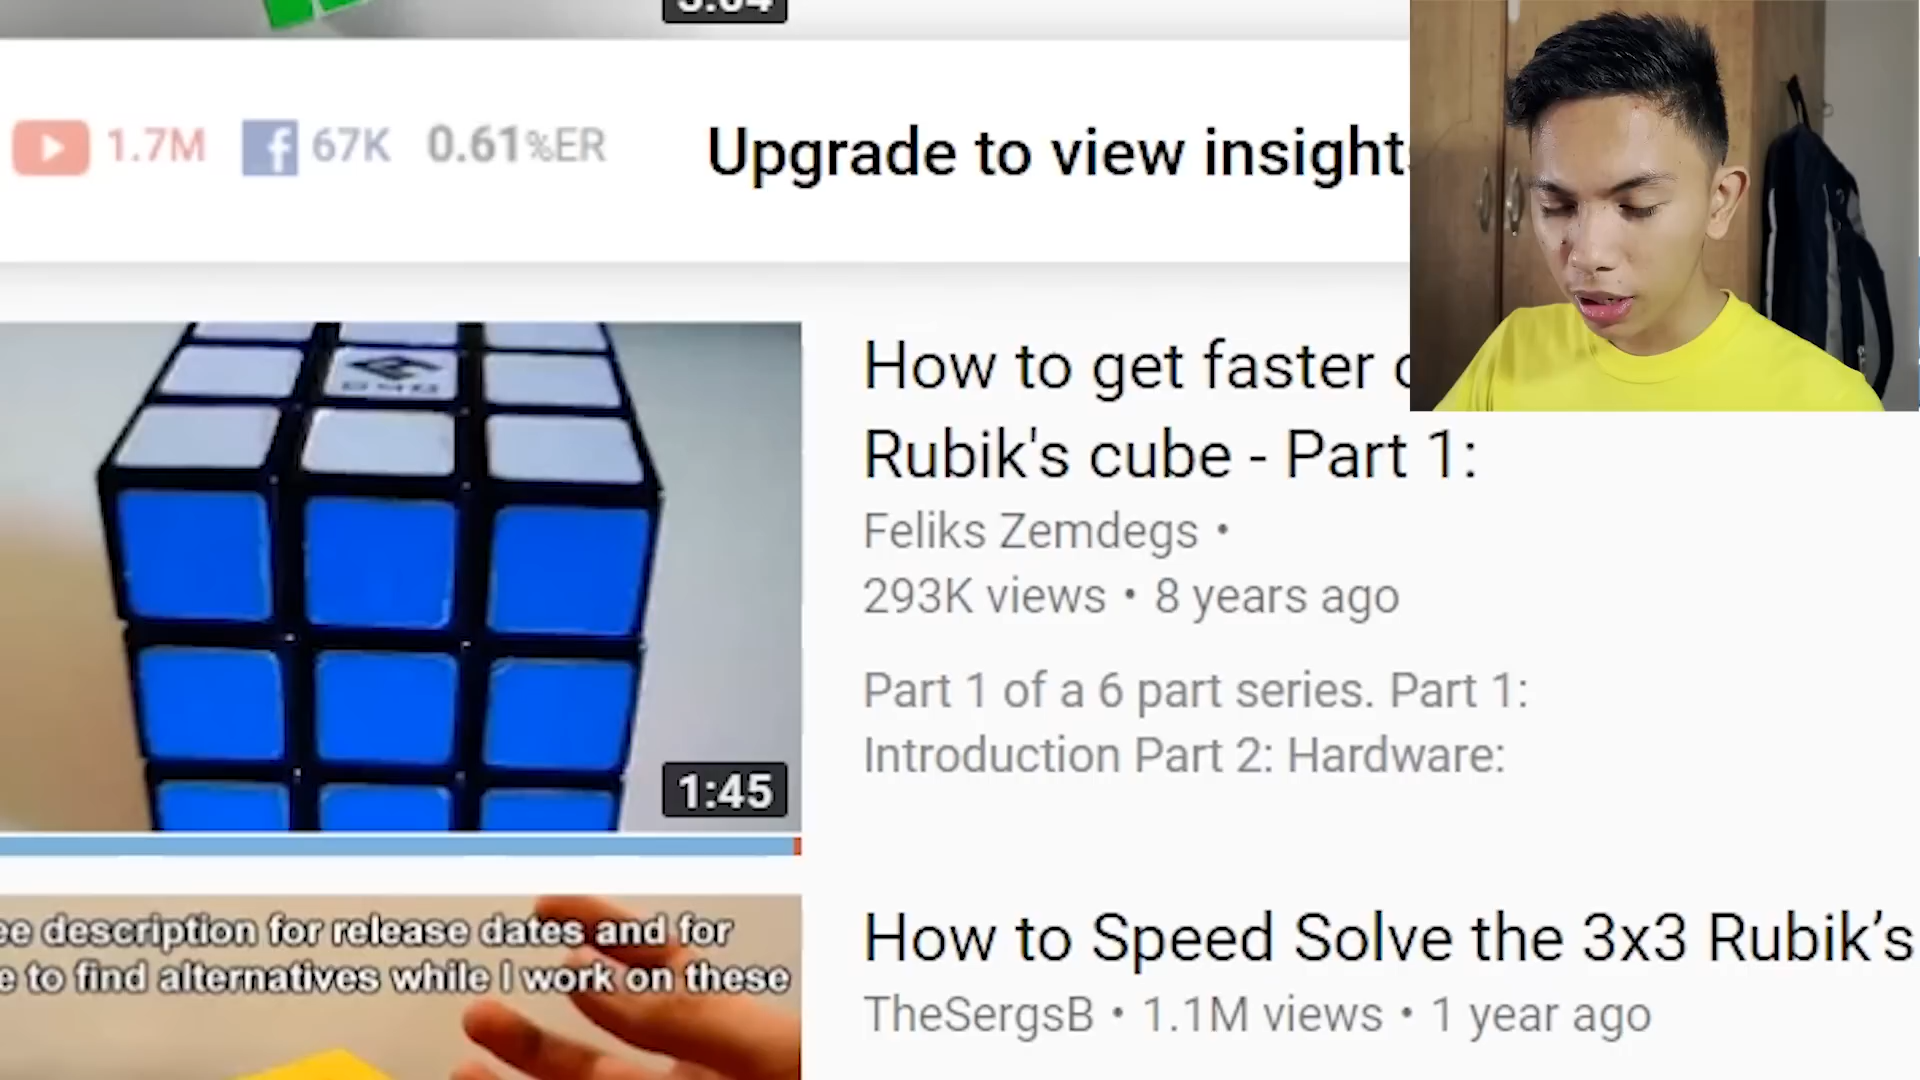 1.7M 67K 0.61%ER
Upgrade to view insights
How to get faster
Rubik's cube - Part 1:
Feliks Zemdegs •
293K views • 8 years ago
Part 1 of a 6 part series. Part 1:
Introduction Part 2: Hardware:
1:45
description for release dates and for
to find alternatives while I work on these
How to Speed Solve the 3x3 Rubik’s
TheSergsB • 1.1M views • 1 year ago